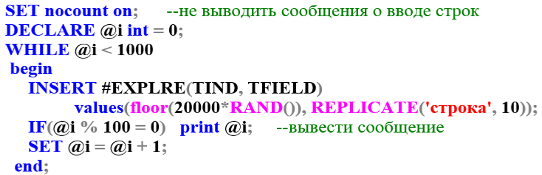 SET nocount on;        --не выводить сообщения о вводе строк
DECLARE @i int = 0;
WHILE @i < 1000
begin
INSERT #EXPLRE(TIND, TFIELD)
values(floor(20000*RAND()), REPLICATE('строка', 10));
IF(@i % 100 = 0)   print @i;     --вывести сообщение
SET @i = @i + 1;
end;